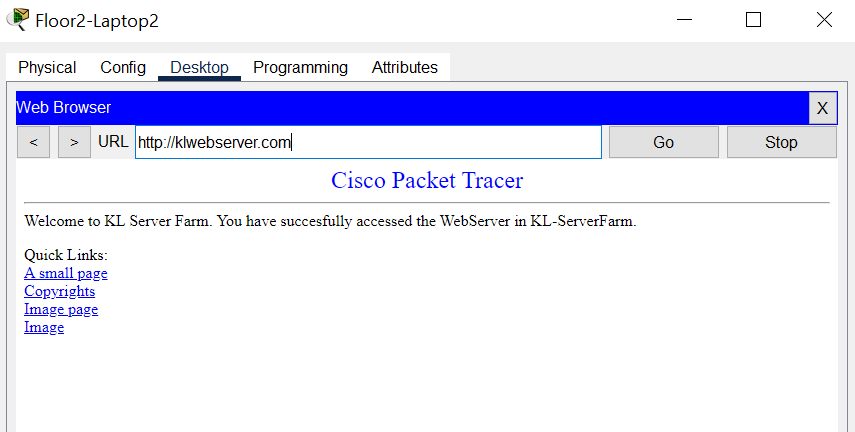 Floor2-Laptop2
Physical Config Desktop Programming Attributes
Web Browser X
< > URL http://klwebserver.com Go Stop
Cisco Packet Tracer
Welcome to KL Server Farm. You have succesfully accessed the WebServer in KL-ServerFarm.
Quick Links:
A small page
Copyrights
Image page
Image